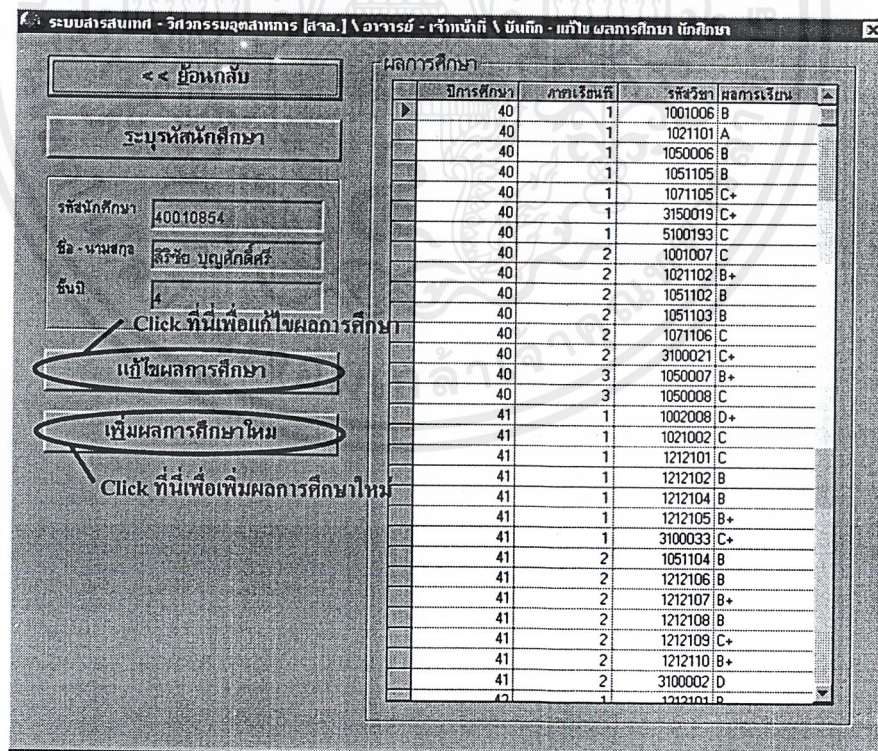 ระบบสารสนเทศ - วิศวกรรมอุตสาหการ [สจล.] \ อาจารย์ - เจ้าหน้าที่ \ บันทึก - แก้ไข ผลการศึกษา นักศึกษา
<< ย้อนกลับ
ระบุรหัสนักศึกษา
รหัสนักศึกษา 40010854
ชื่อ - นามสกุล สิริชัย บุญศักดิ์ศรี
ชั้นปี 4
Click ที่นี่เพื่อแก้ไขผลการศึกษา
แก้ไขผลการศึกษา
เพิ่มผลการศึกษาใหม่
Click ที่นี่เพื่อเพิ่มผลการศึกษาใหม่
ผลการศึกษา
ปีการศึกษา ภาคเรียนที่ รหัสวิชา ผลการเรียน
40 1 1001006 B
40 1 1021101 A
40 1 1050006 B
40 1 1051105 B
40 1 1071105 C+
40 1 3150019 C+
40 1 5100193 C
40 2 1001007 C
40 2 1021102 B+
40 2 1051102 B
40 2 1051103 B
40 2 1071106 C
40 2 3100021 C+
40 3 1050007 B+
40 3 1050008 C
41 1 1002008 D+
41 1 1021002 C
41 1 1212101 C
41 1 1212102 B
41 1 1212104 B
41 1 1212105 B+
41 1 3100033 C+
41 2 1051104 B
41 2 1212106 B
41 2 1212107 B+
41 2 1212108 B
41 2 1212109 C+
41 2 1212110 B+
41 2 3100002 D
42 1 1212101